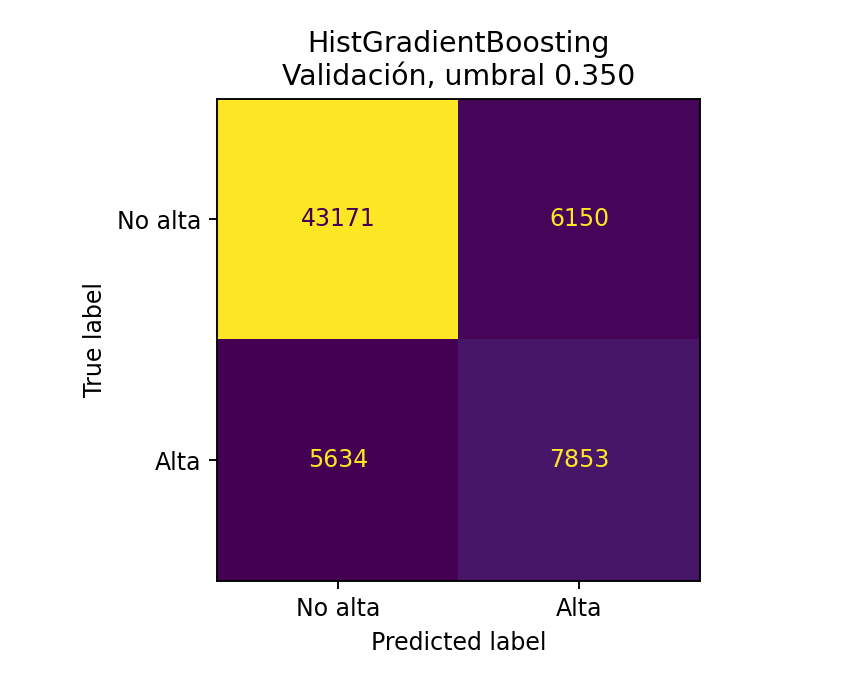 HistGradientBoosting
Validación, umbral 0.350
No alta
43171
6150
True label
Alta
5634
7853
No alta
Alta
Predicted label